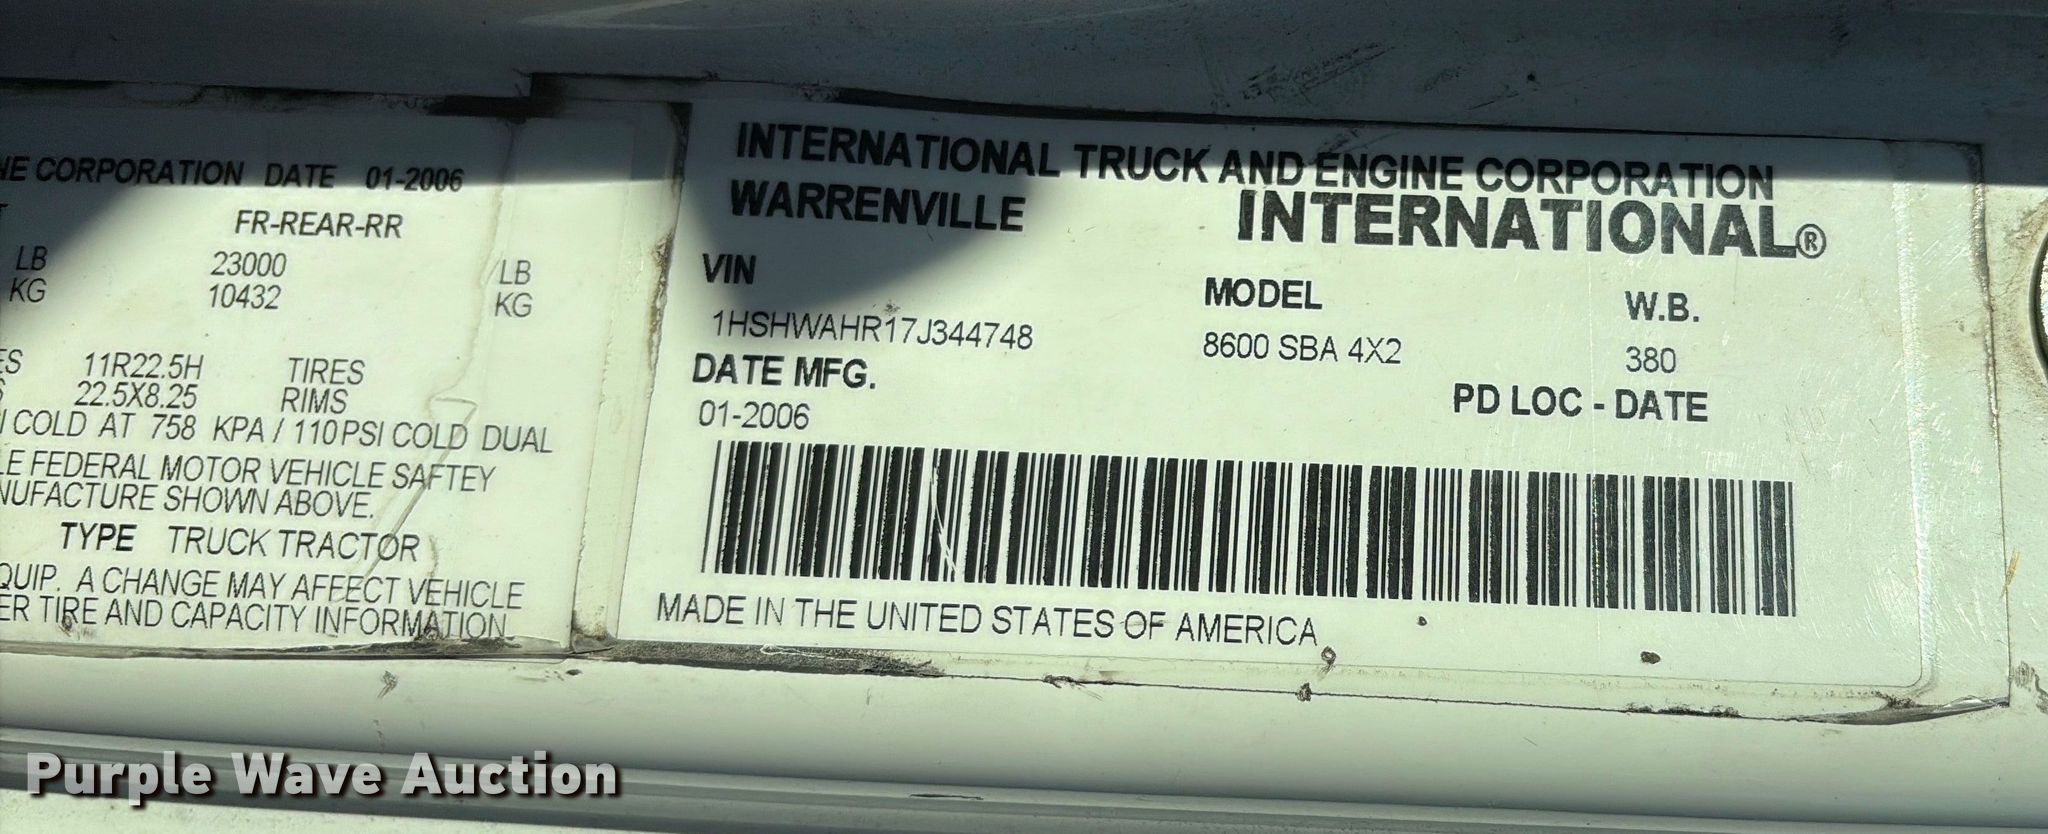 NE CORPORATION DATE 01-2006
FR-REAR-RR
LB 23000 LB
KG 10432 KG
11R22.5H TIRES
22.5X8.25 RIMS
COLD AT 758 KPA / 110 PSI COLD DUAL
LE FEDERAL MOTOR VEHICLE SAFTEY
NUFACTURE SHOWN ABOVE.
TYPE TRUCK TRACTOR
QUIP. A CHANGE MAY AFFECT VEHICLE
ER TIRE AND CAPACITY INFORMATION
INTERNATIONAL TRUCK AND ENGINE CORPORATION
WARRENVILLE INTERNATIONAL®
VIN MODEL W.B.
1HSHWAHR17J344748 8600 SBA 4X2 380
DATE MFG. PD LOC - DATE
01-2006
MADE IN THE UNITED STATES OF AMERICA
Purple Wave Auction